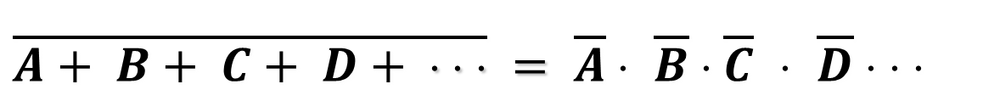 $\overline{A + B + C + D + \cdots} = \overline{A} \cdot \overline{B} \cdot \overline{C} \cdot \overline{D} \cdots$